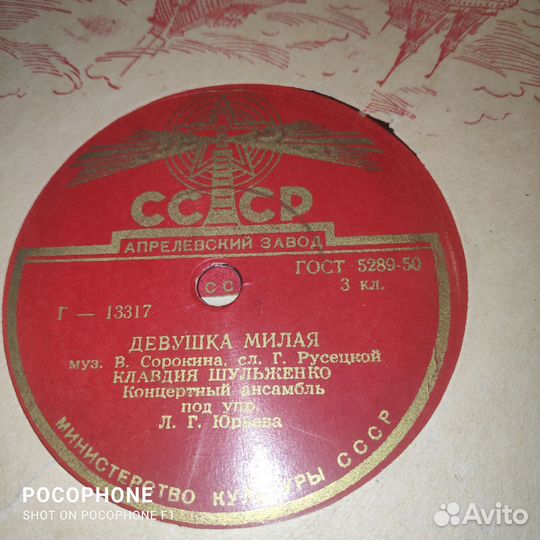 СССР
АПРЕЛЕВСКИЙ ЗАВОД
ГОСТ 5289-50
3 кл.
Г — 13317
ДЕВУШКА МИЛАЯ
муз. В. Сорокина, сл. Г. Русецкой
КЛАВДИЯ ШУЛЬЖЕНКО
Концертный ансамбль
под упр.
Л. Г. Юрьева
МИНИСТЕРСТВО КУЛЬТУРЫ СССР
POCOPHONE
SHOT ON POCOPHONE F1
Avito